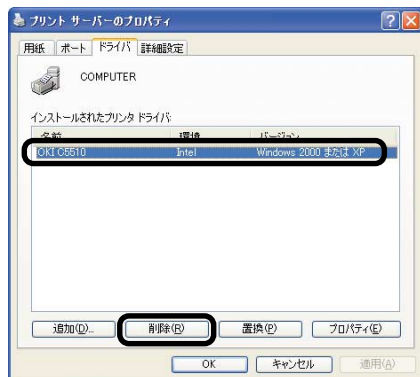 プリント サーバーのプロパティ
用紙 ポート ドライバ 詳細設定
COMPUTER
インストールされたプリンタ ドライバ:
名前 環境 バージョン
OKI C5510 Intel Windows 2000 または XP
追加(D)... 削除(R) 置換(P) プロパティ(E)
OK キャンセル 適用(A)